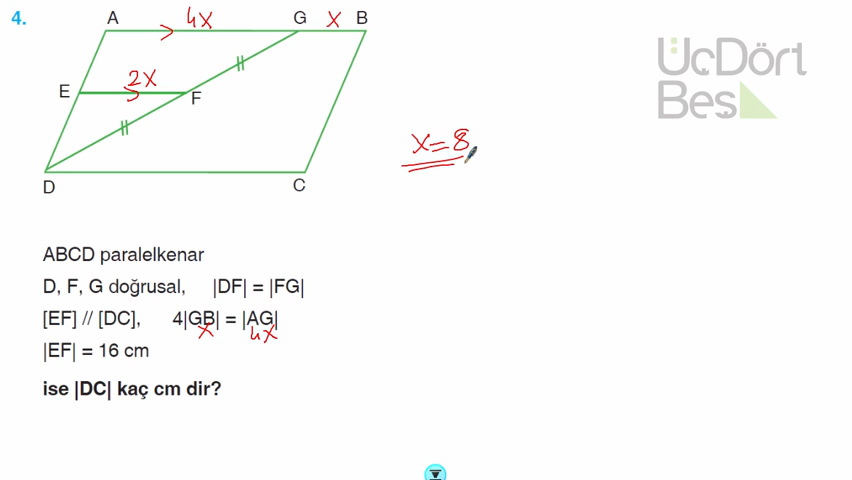 4.
A 4x G x B
E 2x F
D C
x=8
ÜçDört
Beş
ABCD paralelkenar
D, F, G doğrusal, |DF| = |FG|
[EF] // [DC], 4|GB| = |AG|
x 4x
|EF| = 16 cm
ise |DC| kaç cm dir?